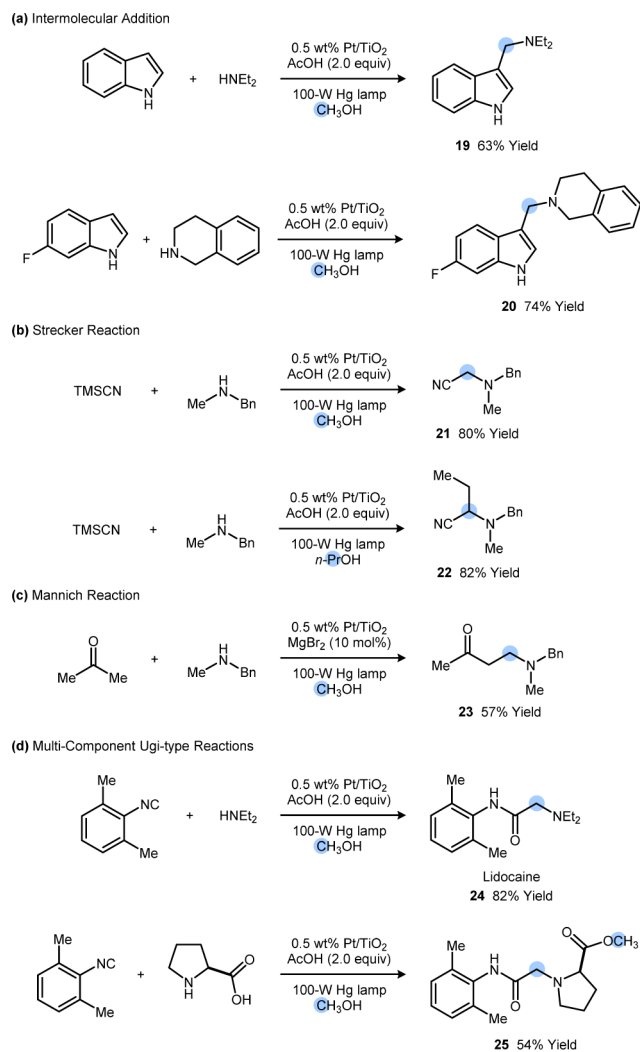 (a) Intermolecular Addition
N
H
+
HNEt2
0.5 wt% Pt/TiO2
AcOH (2.0 equiv)
100-W Hg lamp
CH3OH
NEt2
N
H
19 63% Yield
F
N
H
+
HN
0.5 wt% Pt/TiO2
AcOH (2.0 equiv)
100-W Hg lamp
CH3OH
N
F
N
H
20 74% Yield
(b) Strecker Reaction
TMSCN
+
H
N
Me
Bn
0.5 wt% Pt/TiO2
AcOH (2.0 equiv)
100-W Hg lamp
CH3OH
NC
N
Bn
Me
21 80% Yield
TMSCN
+
H
N
Me
Bn
0.5 wt% Pt/TiO2
AcOH (2.0 equiv)
100-W Hg lamp
n-PrOH
Me
NC
N
Bn
Me
22 82% Yield
(c) Mannich Reaction
O
Me
Me
+
H
N
Me
Bn
0.5 wt% Pt/TiO2
MgBr2 (10 mol%)
100-W Hg lamp
CH3OH
O
Me
N
Bn
Me
23 57% Yield
(d) Multi-Component Ugi-type Reactions
Me
NC
Me
+
HNEt2
0.5 wt% Pt/TiO2
AcOH (2.0 equiv)
100-W Hg lamp
CH3OH
Me
H
N
O
NEt2
Me
Lidocaine
24 82% Yield
Me
NC
Me
+
N
H
O
OH
0.5 wt% Pt/TiO2
AcOH (2.0 equiv)
100-W Hg lamp
CH3OH
O
OCH3
Me
H
N
O
N
Me
25 54% Yield